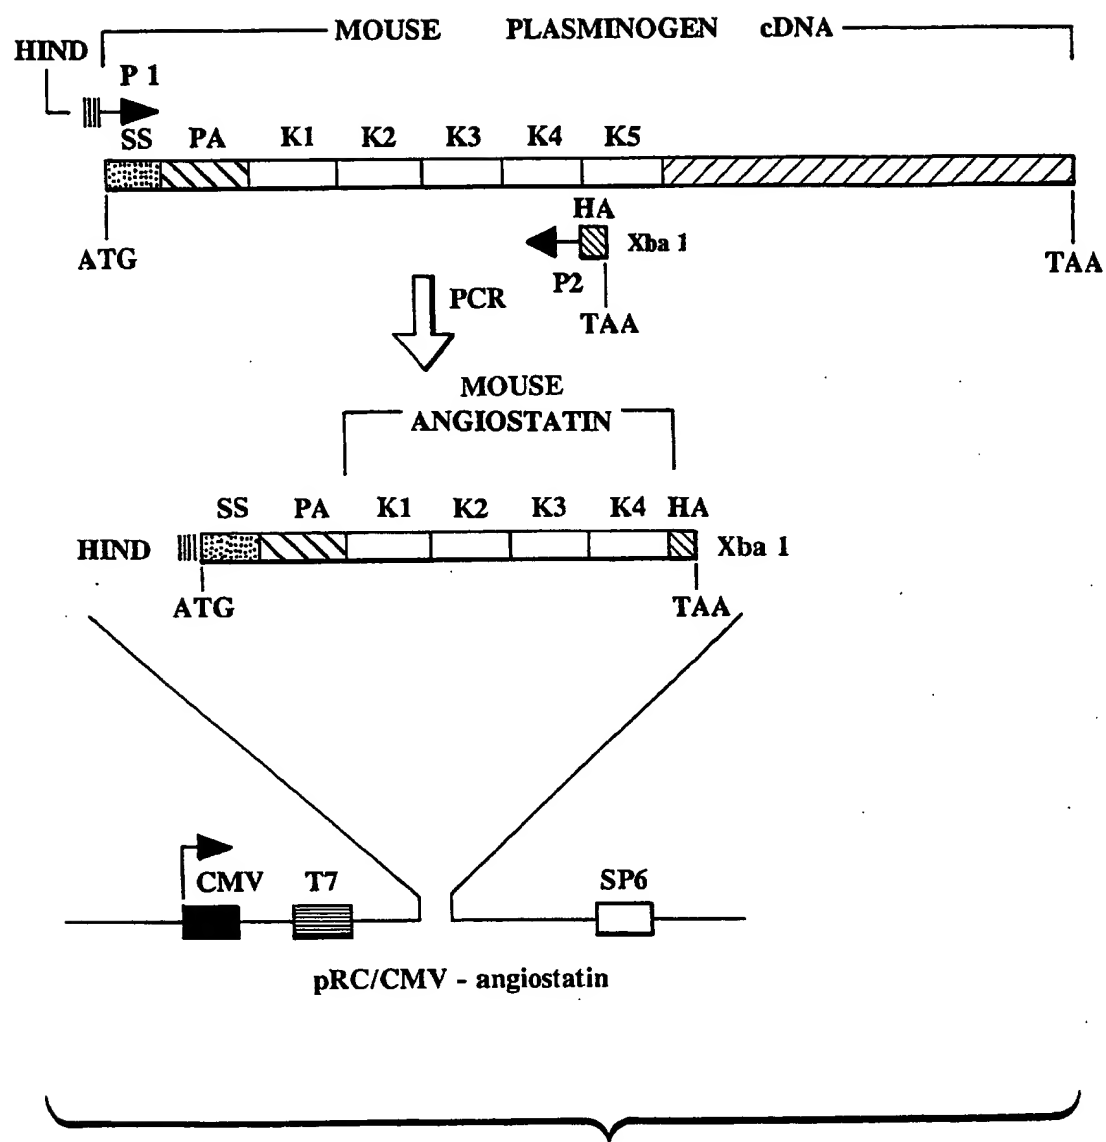 MOUSE PLASMINOGEN cDNA
HIND
P 1
SS PA K1 K2 K3 K4 K5
HA
Xba 1
ATG
P2
TAA
TAA
PCR
MOUSE
ANGIOSTATIN
SS PA K1 K2 K3 K4 HA
HIND
Xba 1
ATG
TAA
CMV T7 SP6
pRC/CMV - angiostatin